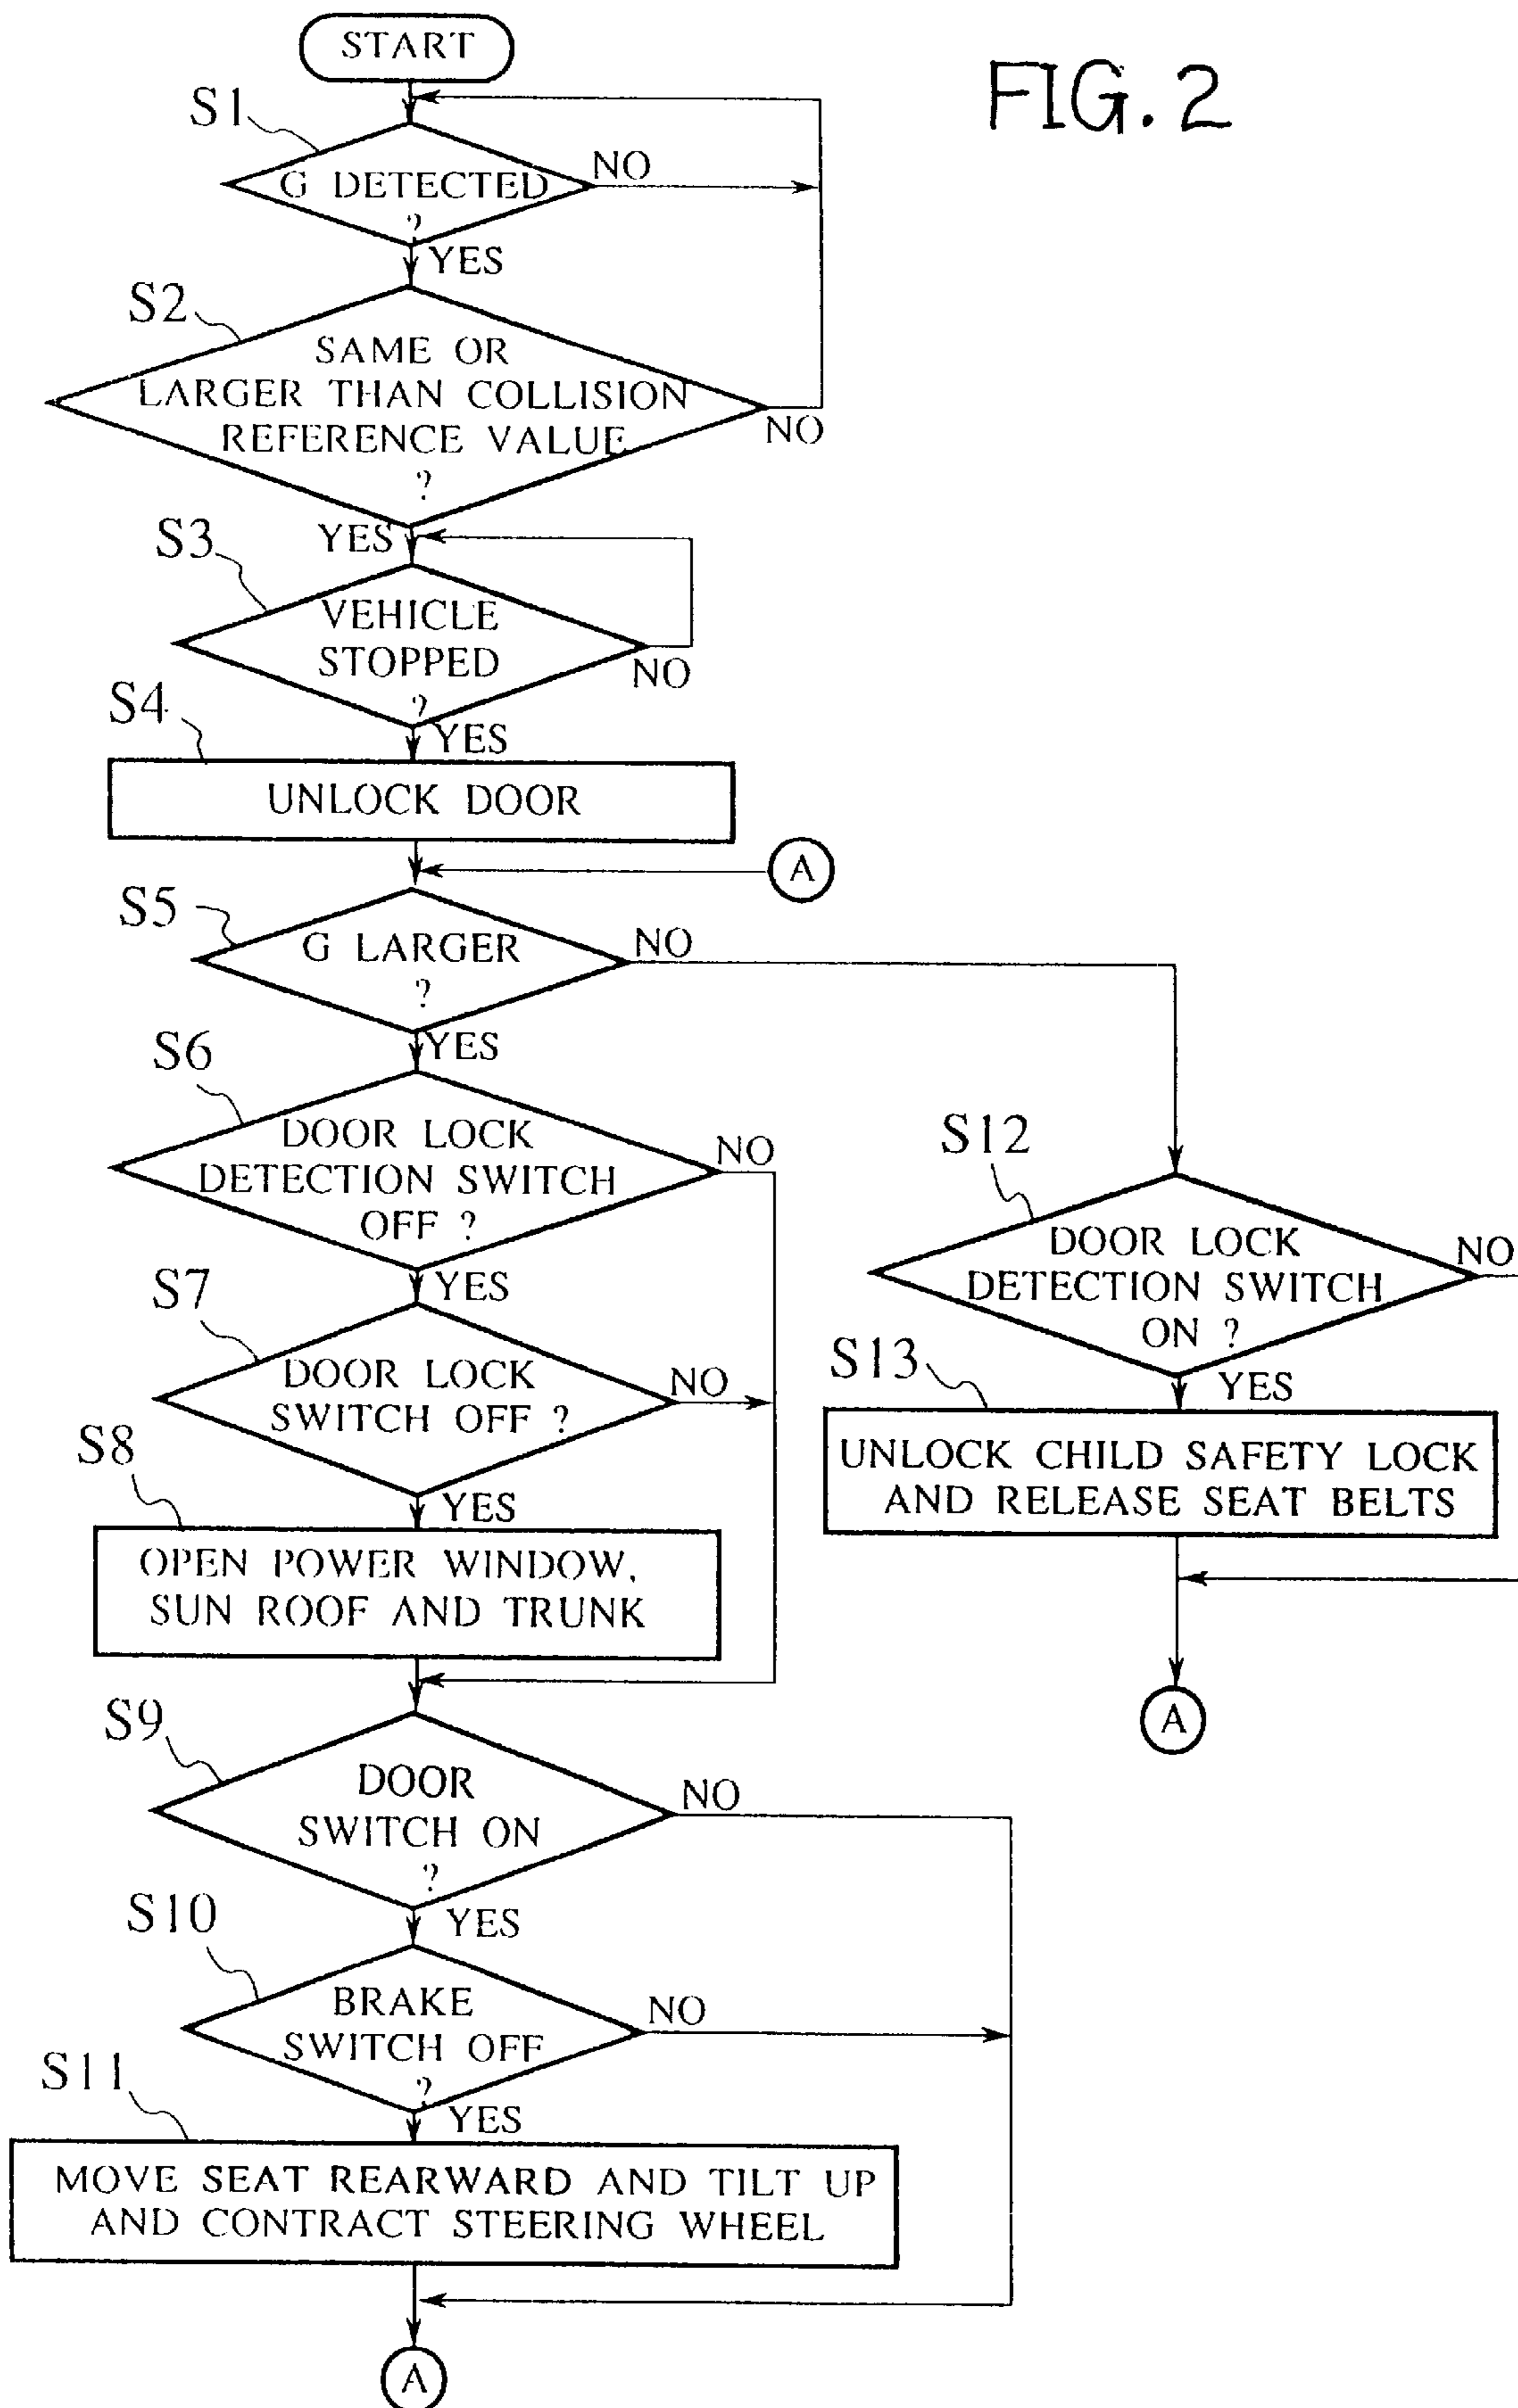 START
FIG. 2
S1
G DETECTED
?
NO
YES
S2
SAME OR
LARGER THAN COLLISION
REFERENCE VALUE
?
NO
YES
S3
VEHICLE
STOPPED
?
NO
YES
S4
UNLOCK DOOR
A
S5
G LARGER
?
NO
YES
S6
DOOR LOCK
DETECTION SWITCH
OFF ?
NO
YES
S7
DOOR LOCK
SWITCH OFF ?
NO
YES
S8
OPEN POWER WINDOW,
SUN ROOF AND TRUNK
S12
DOOR LOCK
DETECTION SWITCH
ON ?
NO
YES
S13
UNLOCK CHILD SAFETY LOCK
AND RELEASE SEAT BELTS
A
S9
DOOR
SWITCH ON
?
NO
YES
S10
BRAKE
SWITCH OFF
?
NO
YES
S11
MOVE SEAT REARWARD AND TILT UP
AND CONTRACT STEERING WHEEL
A